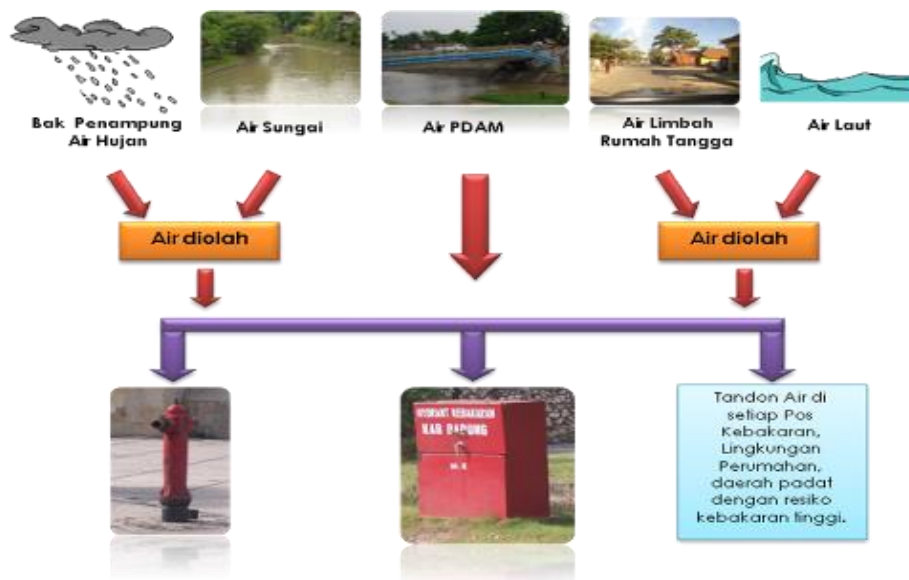 Bak Penampung
Air Hujan
Air Sungai
Air PDAM
Air Limbah
Rumah Tangga
Air Laut
Air diolah
Air diolah
HYDRANT KEBAKARAN
KAB BADUNG
Tandon Air di
setiap Pos
Kebakaran,
Lingkungan
Perumahan,
daerah padat
dengan resiko
kebakaran tinggi.